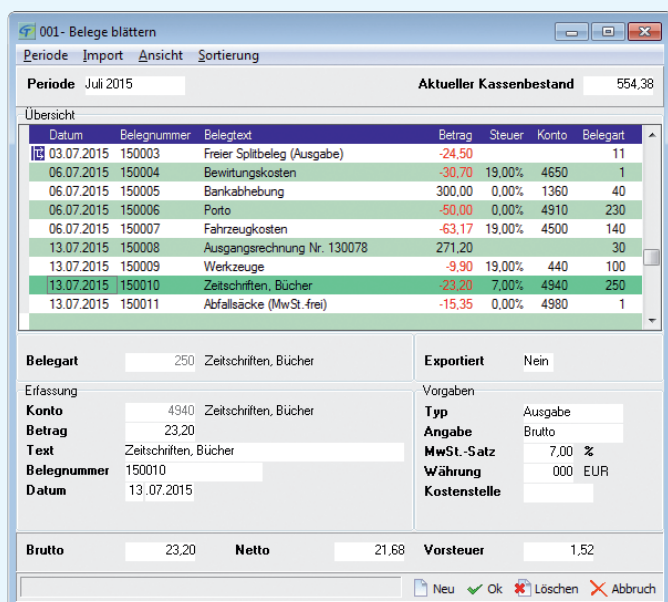 001- Belege blättern
Periode Import Ansicht Sortierung
Periode Juli 2015 Aktueller Kassenbestand 554,38
Übersicht
Datum Belegnummer Belegtext Betrag Steuer Konto Belegart
03.07.2015 150003 Freier Splitbeleg (Ausgabe) -24,50 11
06.07.2015 150004 Bewirtungskosten -30,70 19,00% 4650 1
06.07.2015 150005 Bankabhebung 300,00 0,00% 1360 40
06.07.2015 150006 Porto -50,00 0,00% 4910 230
06.07.2015 150007 Fahrzeugkosten -63,17 19,00% 4500 140
13.07.2015 150008 Ausgangsrechnung Nr. 130078 271,20 30
13.07.2015 150009 Werkzeuge -9,90 19,00% 440 100
13.07.2015 150010 Zeitschriften, Bücher -23,20 7,00% 4940 250
13.07.2015 150011 Abfallsäcke (MwSt.-frei) -15,35 0,00% 4980 1
Belegart 250 Zeitschriften, Bücher Exportiert Nein
Erfassung Vorgaben
Konto 4940 Zeitschriften, Bücher Typ Ausgabe
Betrag 23,20 Angabe Brutto
Text Zeitschriften, Bücher MwSt.-Satz 7,00 %
Belegnummer 150010 Währung 000 EUR
Datum 13.07.2015 Kostenstelle
Brutto 23,20 Netto 21,68 Vorsteuer 1,52
Neu Ok Löschen Abbruch